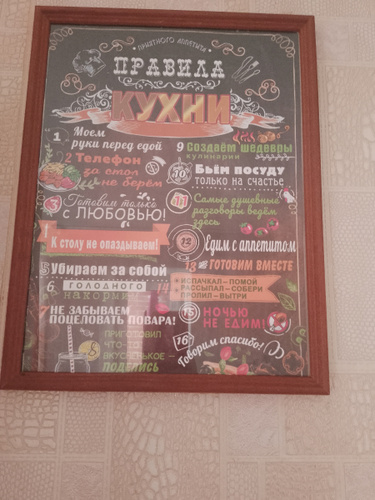 ПРИЯТНОГО АППЕТИТА
ПРАВИЛА
КУХНИ
1 Моем
руки перед едой
2 Телефон
за стол
не берём
3 Готовим только
с ЛЮБОВЬЮ!
К столу не опаздываем!
5 Убираем за собой
6 ГОЛОДНОГО
накорми
7 НЕ ЗАБЫВАЕМ
ПОЦЕЛОВАТЬ ПОВАРА!
8 ПРИГОТОВИЛ
ЧТО-ТО
ВКУСНЕНЬКОЕ –
ПОДЕЛИСЬ
9 Создаём шедевры
кулинарии
10 Бьём посуду
только на счастье
11 Самые душевные
разговоры ведём
здесь
12 Едим с аппетитом
13 ГОТОВИМ ВМЕСТЕ
ИСПАЧКАЛ – ПОМОЙ
РАССЫПАЛ – СОБЕРИ
ПРОЛИЛ – ВЫТРИ
15 НОЧЬЮ
НЕ ЕДИМ!
16 Говорим спасибо!